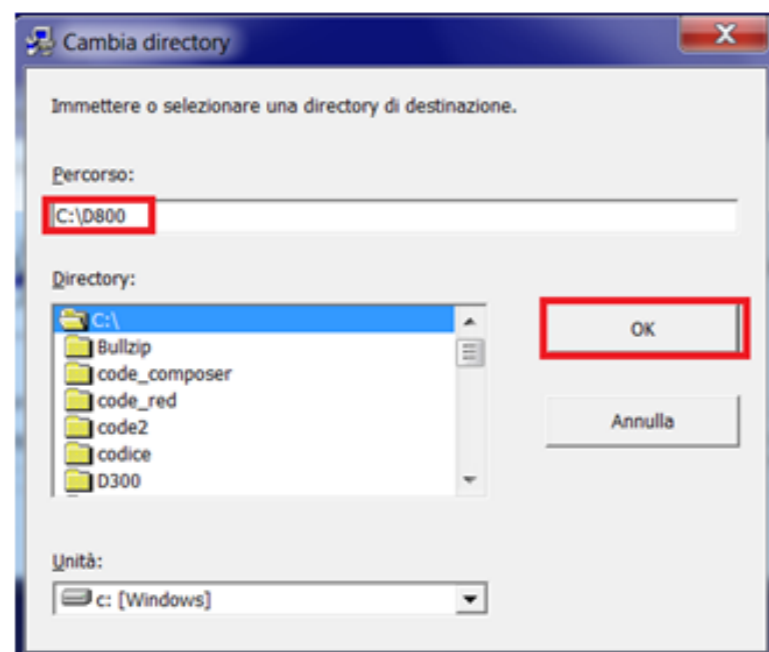 Cambia directory
Immettere o selezionare una directory di destinazione.
Percorso:
C:\D800
Directory:
C:\
Bullzip
code_composer
code_red
code2
codice
D300
OK
Annulla
Unità:
c: [Windows]